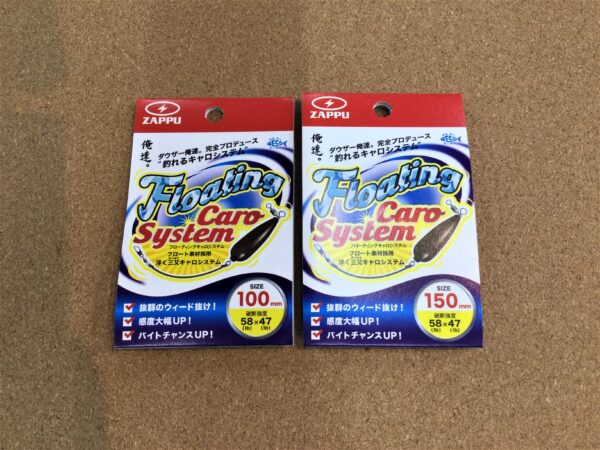 ZAPPU
俺達。
ダウザー俺達。完全プロデュース
"釣れるキャロシステム"
Floating
Caro
System
フローティングキャロシステム
フロート素材採用
浮く三又キャロシステム
SIZE
100mm
破断強度
58×47
(lb) (lb)
抜群のウィード抜け!
感度大幅UP!
バイトチャンスUP!
ZAPPU
俺達。
ダウザー俺達。完全プロデュース
"釣れるキャロシステム"
Floating
Caro
System
フローティングキャロシステム
フロート素材採用
浮く三又キャロシステム
SIZE
150mm
破断強度
58×47
(lb) (lb)
抜群のウィード抜け!
感度大幅UP!
バイトチャンスUP!